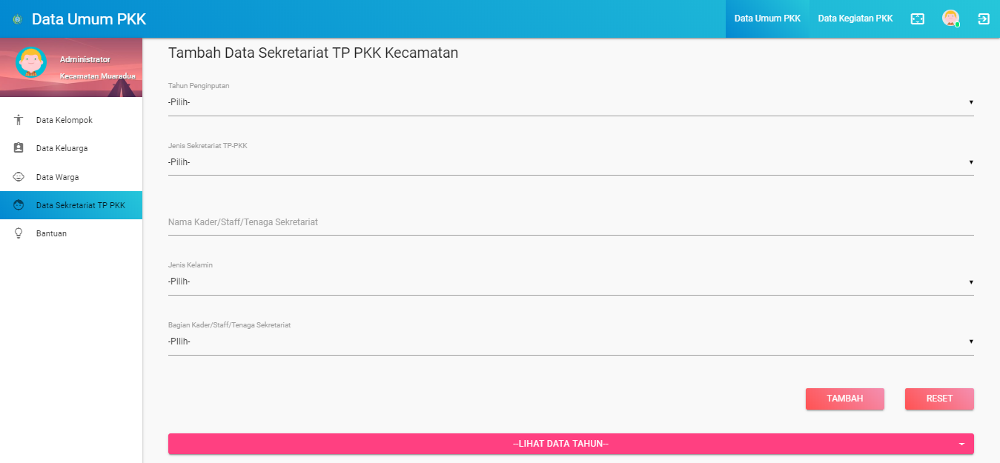 Data Umum PKK
Data Umum PKK
Data Kegiatan PKK
Administrator
Kecamatan Muaradua
Data Kelompok
Data Keluarga
Data Warga
Data Sekretariat TP PKK
Bantuan
Tambah Data Sekretariat TP PKK Kecamatan
Tahun Penginputan
-Pilih-
Jenis Sekretariat TP-PKK
-Pilih-
Nama Kader/Staff/Tenaga Sekretariat
Jenis Kelamin
-Pilih-
Bagian Kader/Staff/Tenaga Sekretariat
-PIlih-
TAMBAH
RESET
--LIHAT DATA TAHUN--